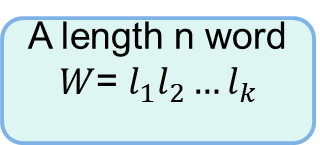 A length n word
W= l₁l₂ ... lₖ